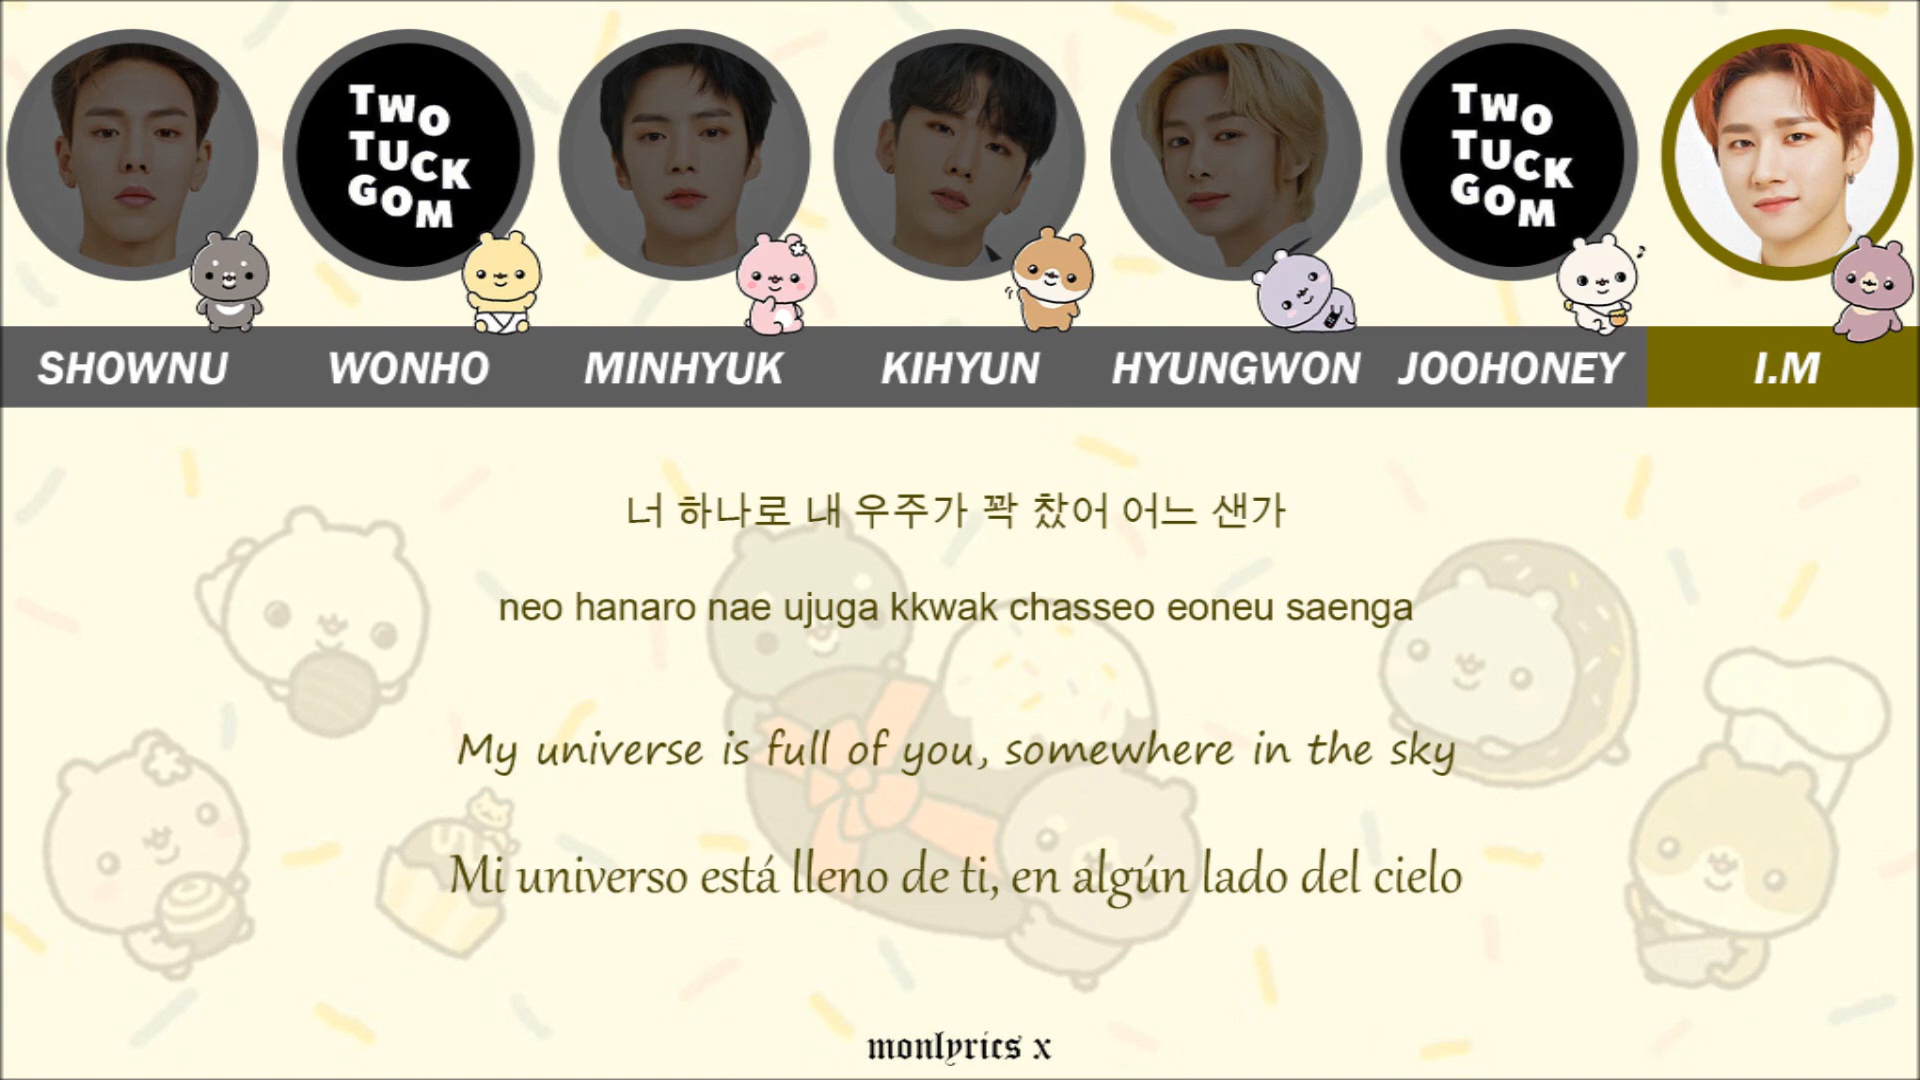 TWO
TUCK
GOM
TWO
TUCK
GOM
SHOWNU WONHO MINHYUK KIHYUN HYUNGWON JOOHONEY I.M
너 하나로 내 우주가 꽉 찼어 어느 샌가
neo hanaro nae ujuga kkwak chasseo eoneu saenga
My universe is full of you, somewhere in the sky
Mi universo está lleno de ti, en algún lado del cielo
monlyrics x